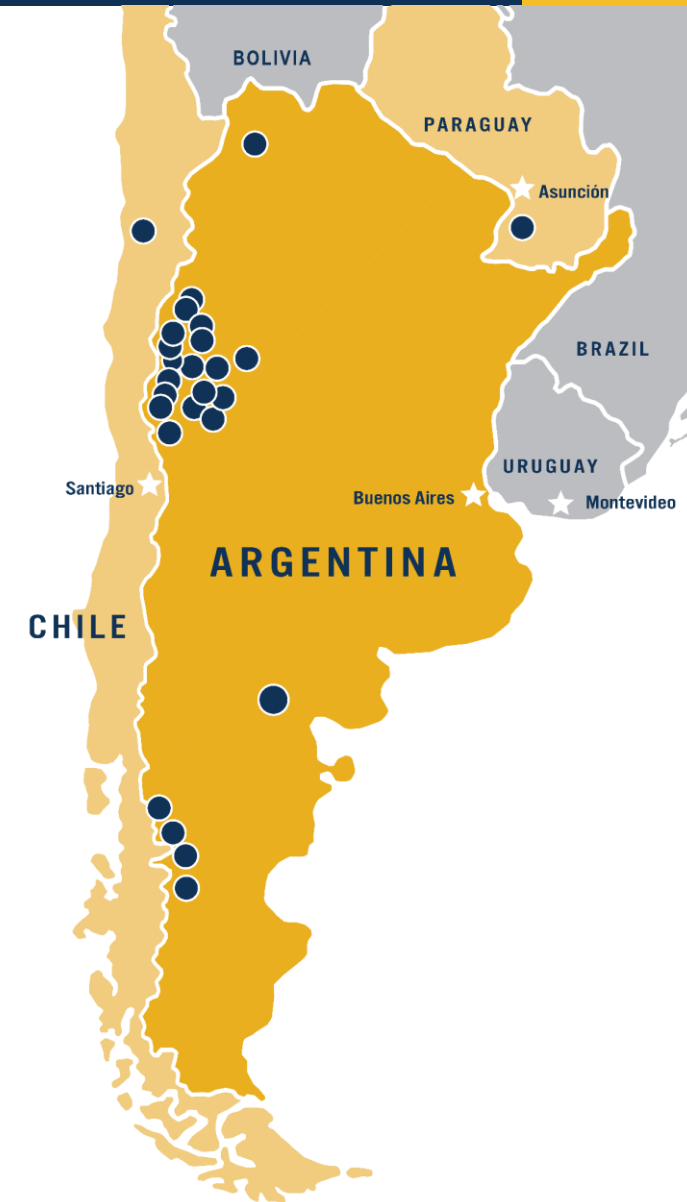 BOLIVIA
PARAGUAY
Asunción
BRAZIL
URUGUAY
Santiago
Buenos Aires
Montevideo
ARGENTINA
CHILE